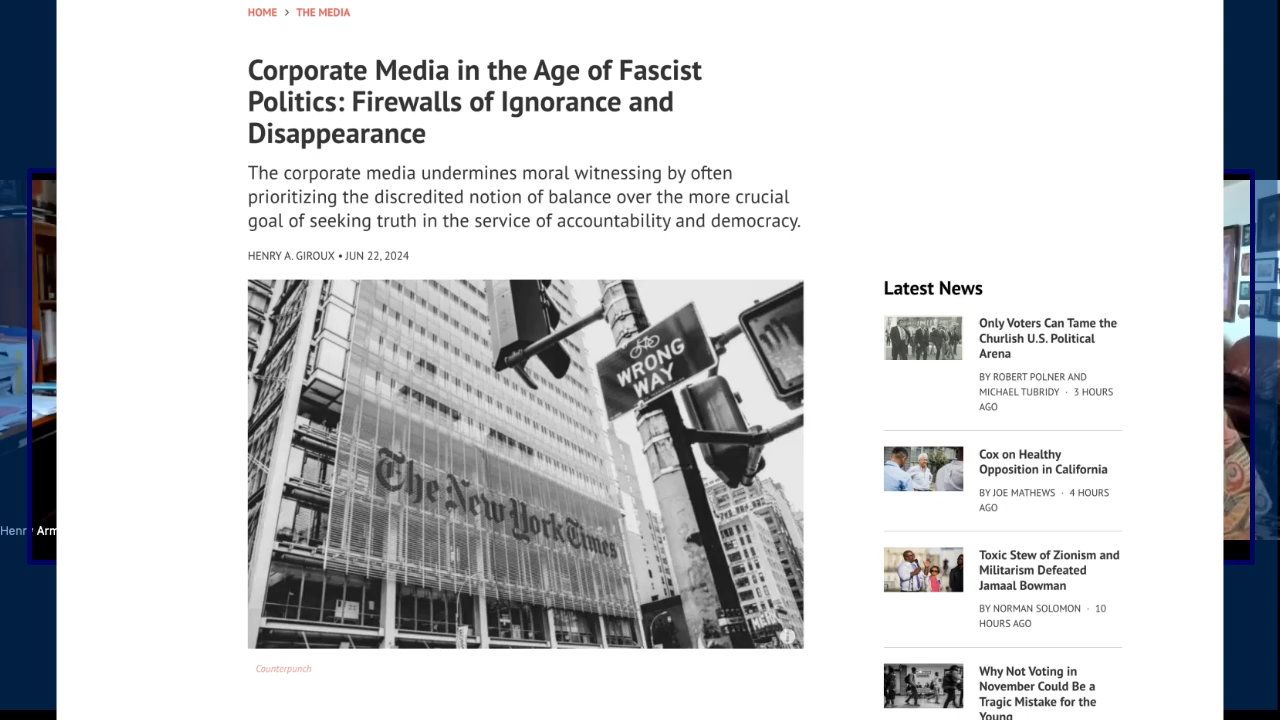 HOME > THE MEDIA
Corporate Media in the Age of Fascist
Politics: Firewalls of Ignorance and
Disappearance
The corporate media undermines moral witnessing by often
prioritizing the discredited notion of balance over the more crucial
goal of seeking truth in the service of accountability and democracy.
HENRY A. GIROUX • JUN 22, 2024
WRONG
WAY
The New York Times
Counterpunch
Henry Arm
Latest News
Only Voters Can Tame the
Churlish U.S. Political
Arena
BY ROBERT POLNER AND
MICHAEL TUBRIDY · 3 HOURS
AGO
Cox on Healthy
Opposition in California
BY JOE MATHEWS · 4 HOURS
AGO
Toxic Stew of Zionism and
Militarism Defeated
Jamaal Bowman
BY NORMAN SOLOMON · 10
HOURS AGO
Why Not Voting in
November Could Be a
Tragic Mistake for the
Young